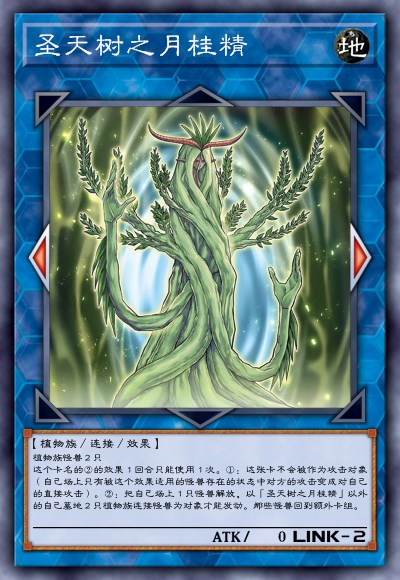 圣天树之月桂精
地
【植物族/连接/效果】
植物族怪兽2只
这个卡名的②的效果1回合只能使用1次。①：这张卡不会被作为攻击对象
（自己场上只有被这个效果适用的怪兽存在的状态中对方的攻击变成对自己
的直接攻击）。②：把自己场上1只怪兽解放，以「圣天树之月桂精」以外
的自己墓地2只植物族连接怪兽为对象才能发动。那些怪兽回到额外卡组。
ATK/ 0 LINK-2